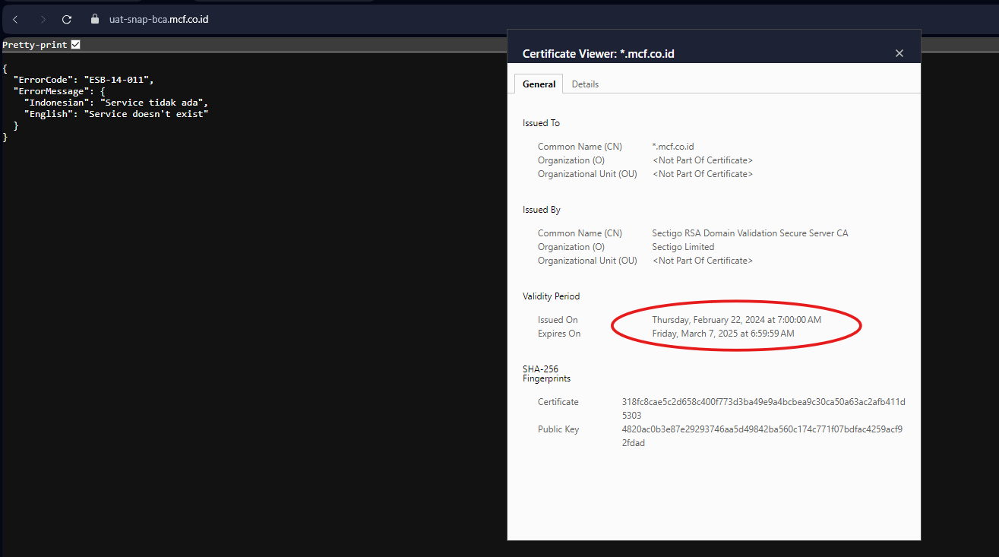 uat-snap-bca.mcf.co.id
Pretty-print
{
"ErrorCode": "ESB-14-011",
"ErrorMessage": {
"Indonesian": "Service tidak ada",
"English": "Service doesn't exist"
}
}
Certificate Viewer: *.mcf.co.id
General Details
Issued To
Common Name (CN) *.mcf.co.id
Organization (O) <Not Part Of Certificate>
Organizational Unit (OU) <Not Part Of Certificate>
Issued By
Common Name (CN) Sectigo RSA Domain Validation Secure Server CA
Organization (O) Sectigo Limited
Organizational Unit (OU) <Not Part Of Certificate>
Validity Period
Issued On Thursday, February 22, 2024 at 7:00:00 AM
Expires On Friday, March 7, 2025 at 6:59:59 AM
SHA-256
Fingerprints
Certificate 318fc8cae5c2d658c400f773d3ba49e9a4bcbea9c30ca50a63ac2afb411d
5303
Public Key 4820ac0b3e87e29293746aa5d49842ba560c174c771f07bdfac4259acf9
2fdad